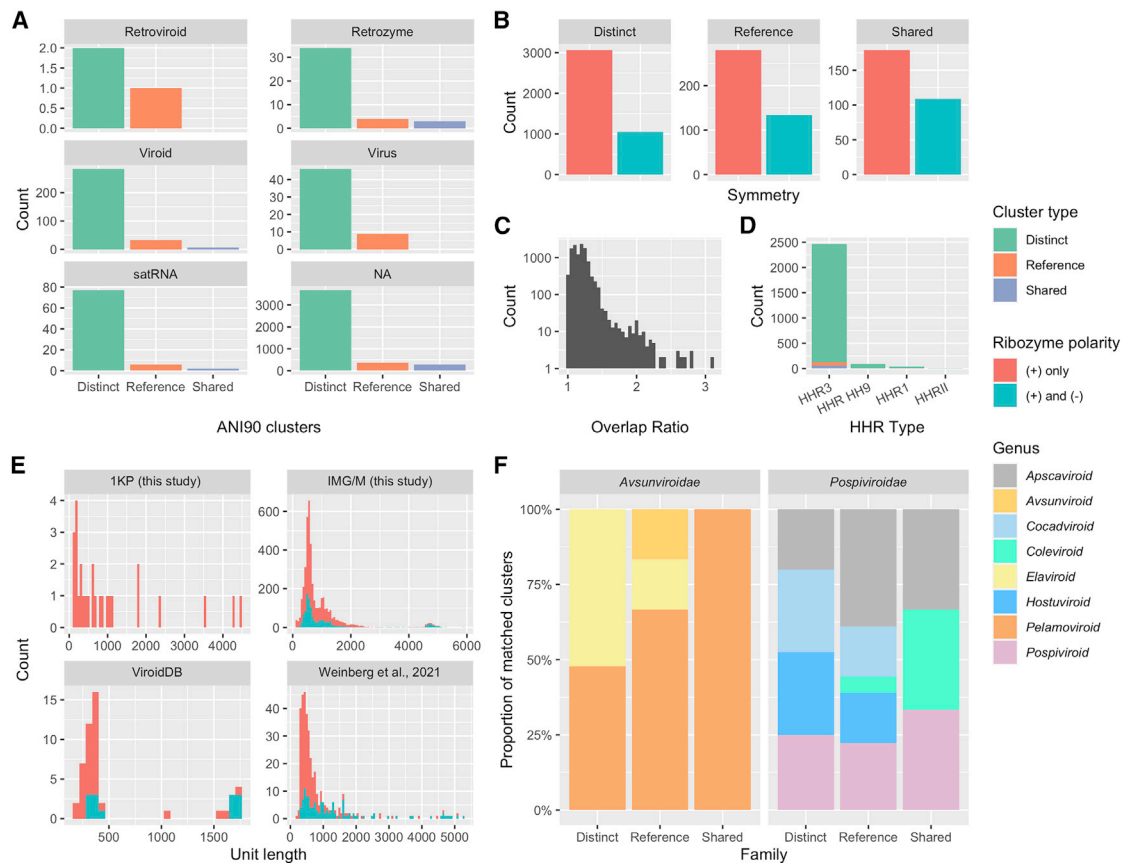 A
Retroviroid
Retrozyme
2.0
1.5
1.0
0.5
0.0
30
20
10
0
Viroid
Virus
200
100
0
50
40
30
20
10
0
satRNA
NA
80
60
40
20
0
3000
2000
1000
0
Count
Distinct Reference Shared
Distinct Reference Shared
ANI90 clusters
B
Distinct
Reference
Shared
3000
2000
1000
0
200
100
0
150
100
50
0
Count
Symmetry
C
1000
100
10
1
Count
1 2 3
Overlap Ratio
D
2500
2000
1500
1000
500
0
Count
HHR3
HHR HH9
HHR1
HHRII
HHR Type
Cluster type
Distinct
Reference
Shared
Ribozyme polarity
(+) only
(+) and (-)
E
1KP (this study)
IMG/M (this study)
4
3
2
1
0
0 1000 2000 3000 4000
600
400
200
0
0 2000 4000 6000
ViroidDB
Weinberg et al., 2021
15
10
5
0
500 1000 1500
40
30
20
10
0
0 1000 2000 3000 4000 5000
Count
Unit length
F
Avsunviroidae
Pospiviroidae
100%
75%
50%
25%
0%
Proportion of matched clusters
Distinct Reference Shared
Distinct Reference Shared
Family
Genus
Apscaviroid
Avsunviroid
Cocadviroid
Coleviroid
Elaviroid
Hostuviroid
Pelamoviroid
Pospiviroid